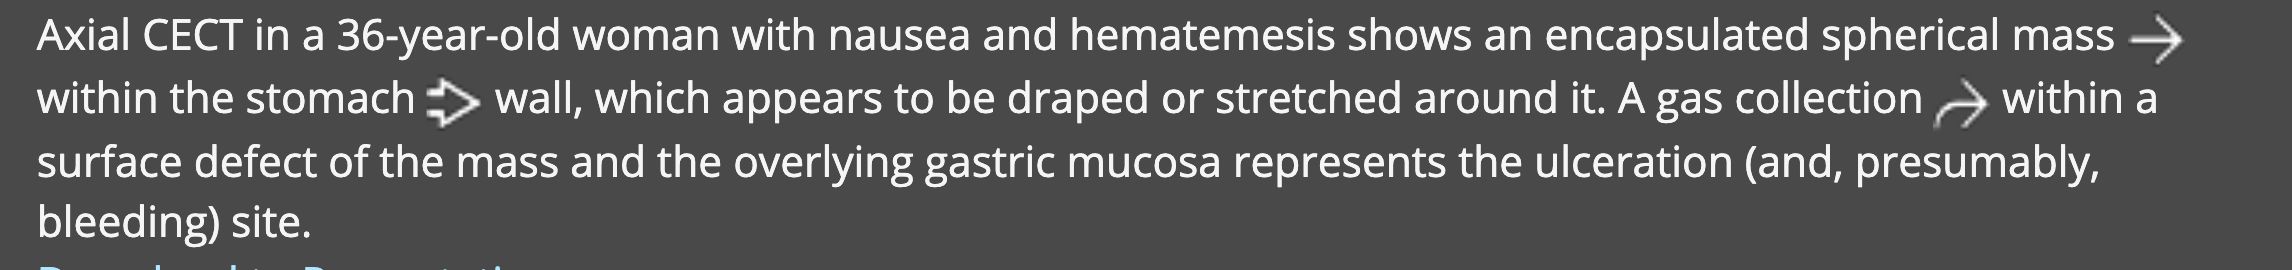 Axial CECT in a 36-year-old woman with nausea and hematemesis shows an encapsulated spherical mass →
within the stomach ⇨ wall, which appears to be draped or stretched around it. A gas collection ↷ within a
surface defect of the mass and the overlying gastric mucosa represents the ulceration (and, presumably,
bleeding) site.